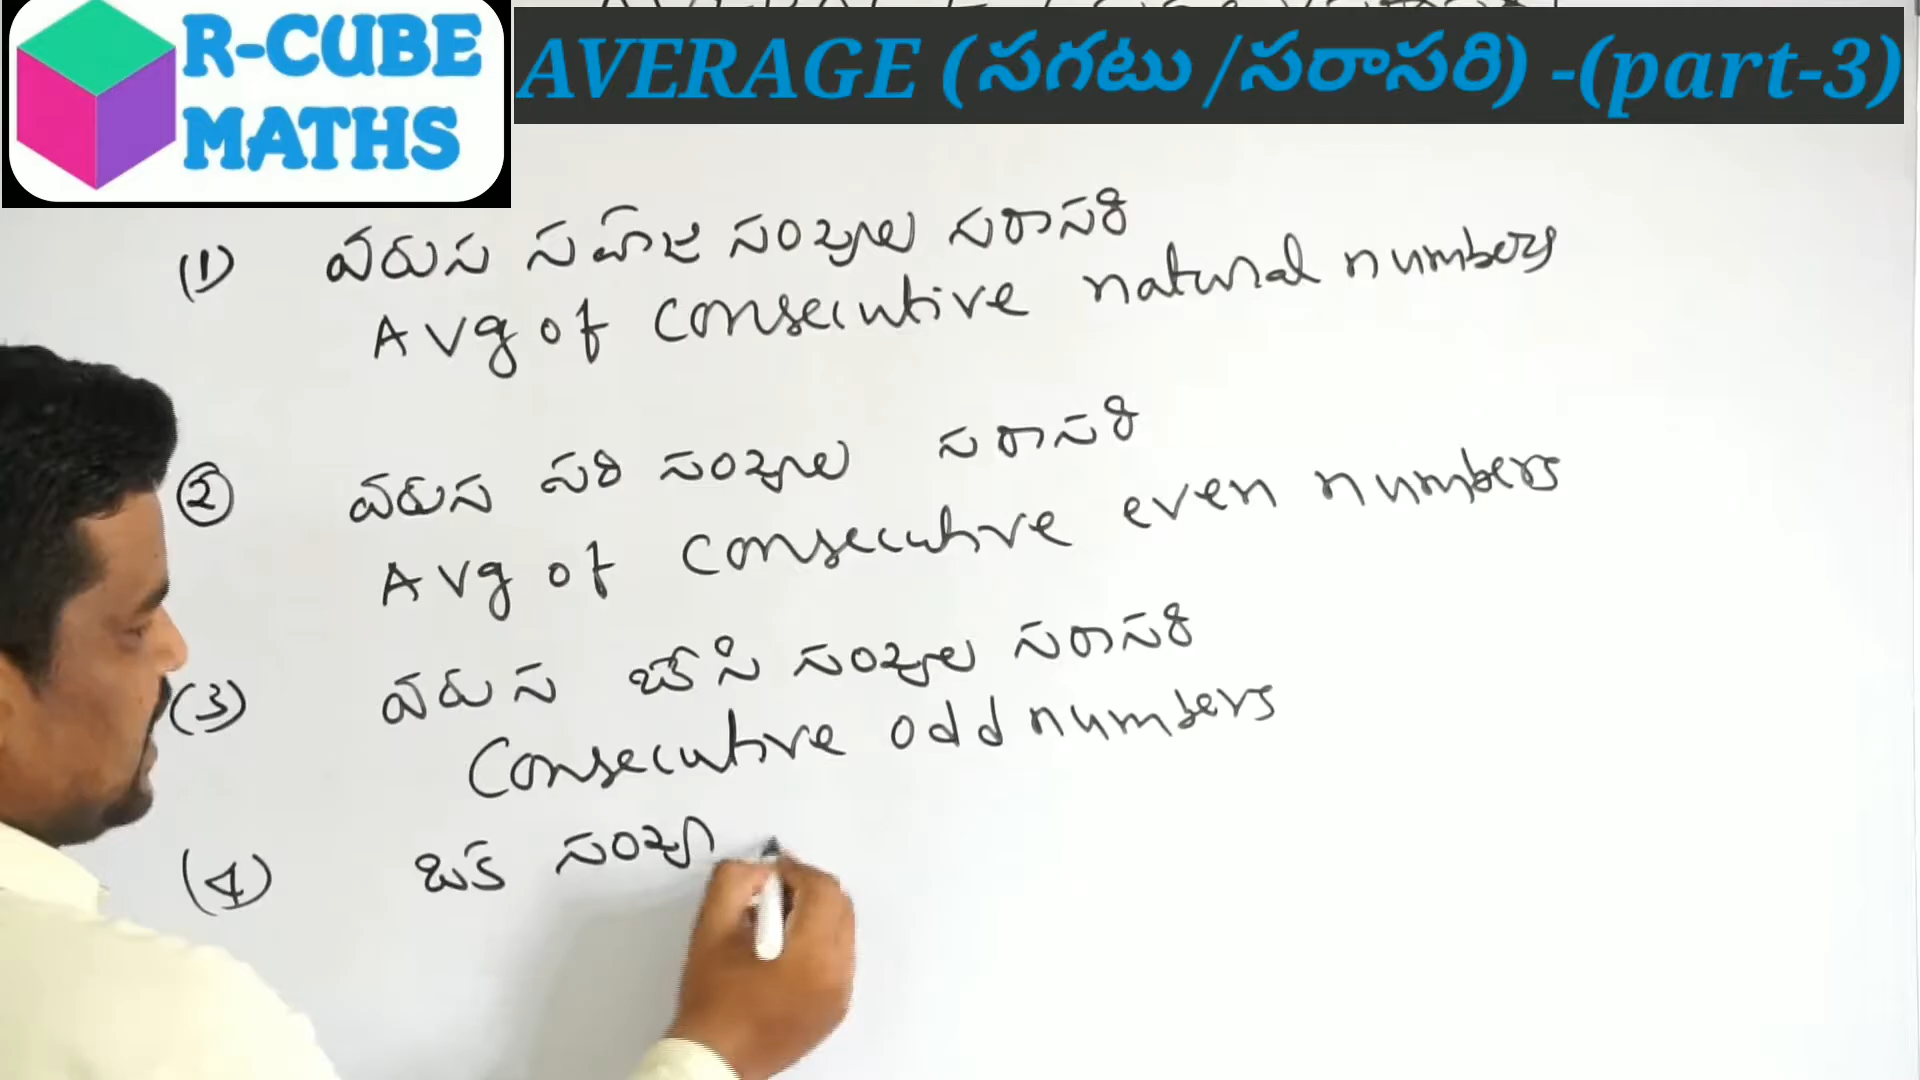 R-CUBE
MATHS
AVERAGE (సగటు /సరాసరి) -(part-3)
(1) వరుస సహజ సంఖ్యల సరాసరి
Avg of consecutive natural numbers
(2) వరుస సరి సంఖ్యల సరాసరి
Avg of consecutive even numbers
(3) వరుస బేసి సంఖ్యల సరాసరి
Consecutive odd numbers
(4) ఒక సంఖ్యా